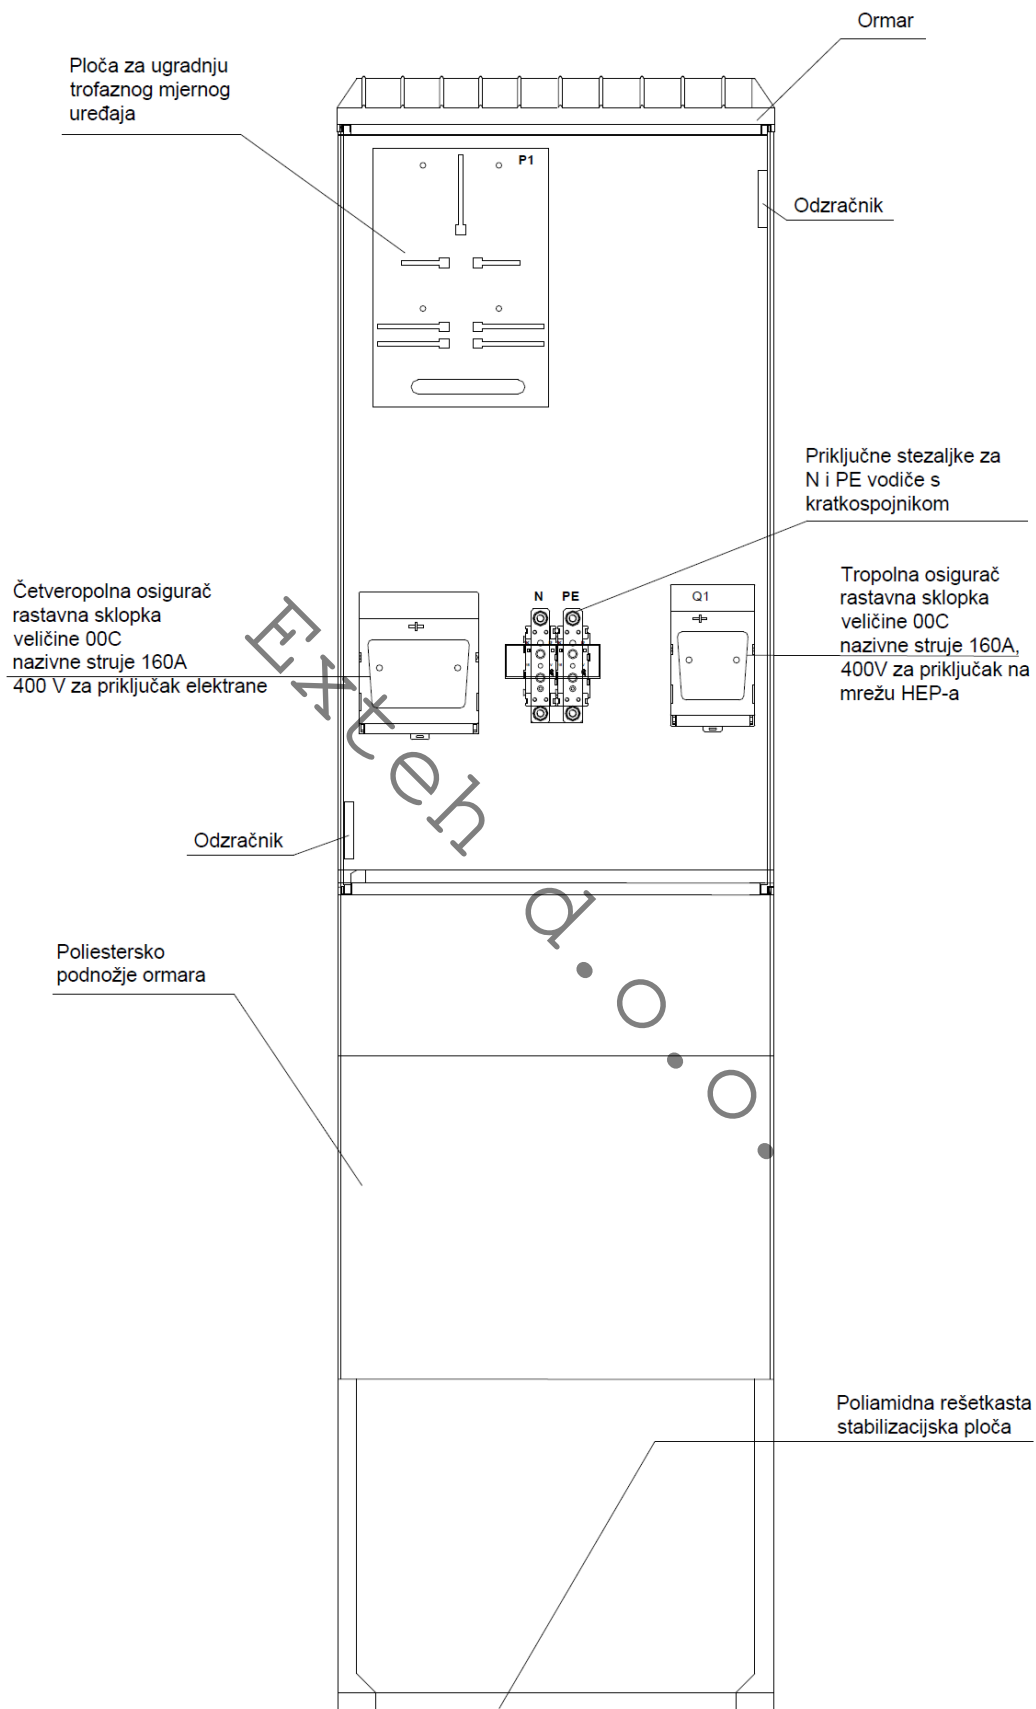 Ormar
Ploča za ugradnju
trofaznog mjernog
uređaja
P1
Odzračnik
Priključne stezaljke za
N i PE vodiče s
kratkospojnikom
Četveropolna osigurač
rastavna sklopka
veličine 00C
nazivne struje 160A
400 V za priključak elektrane
N PE
Q1
Tropolna osigurač
rastavna sklopka
veličine 00C
nazivne struje 160A,
400V za priključak na
mrežu HEP-a
Exteh d.o.o.
Odzračnik
Poliestersko
podnožje ormara
Poliamidna rešetkasta
stabilizacijska ploča